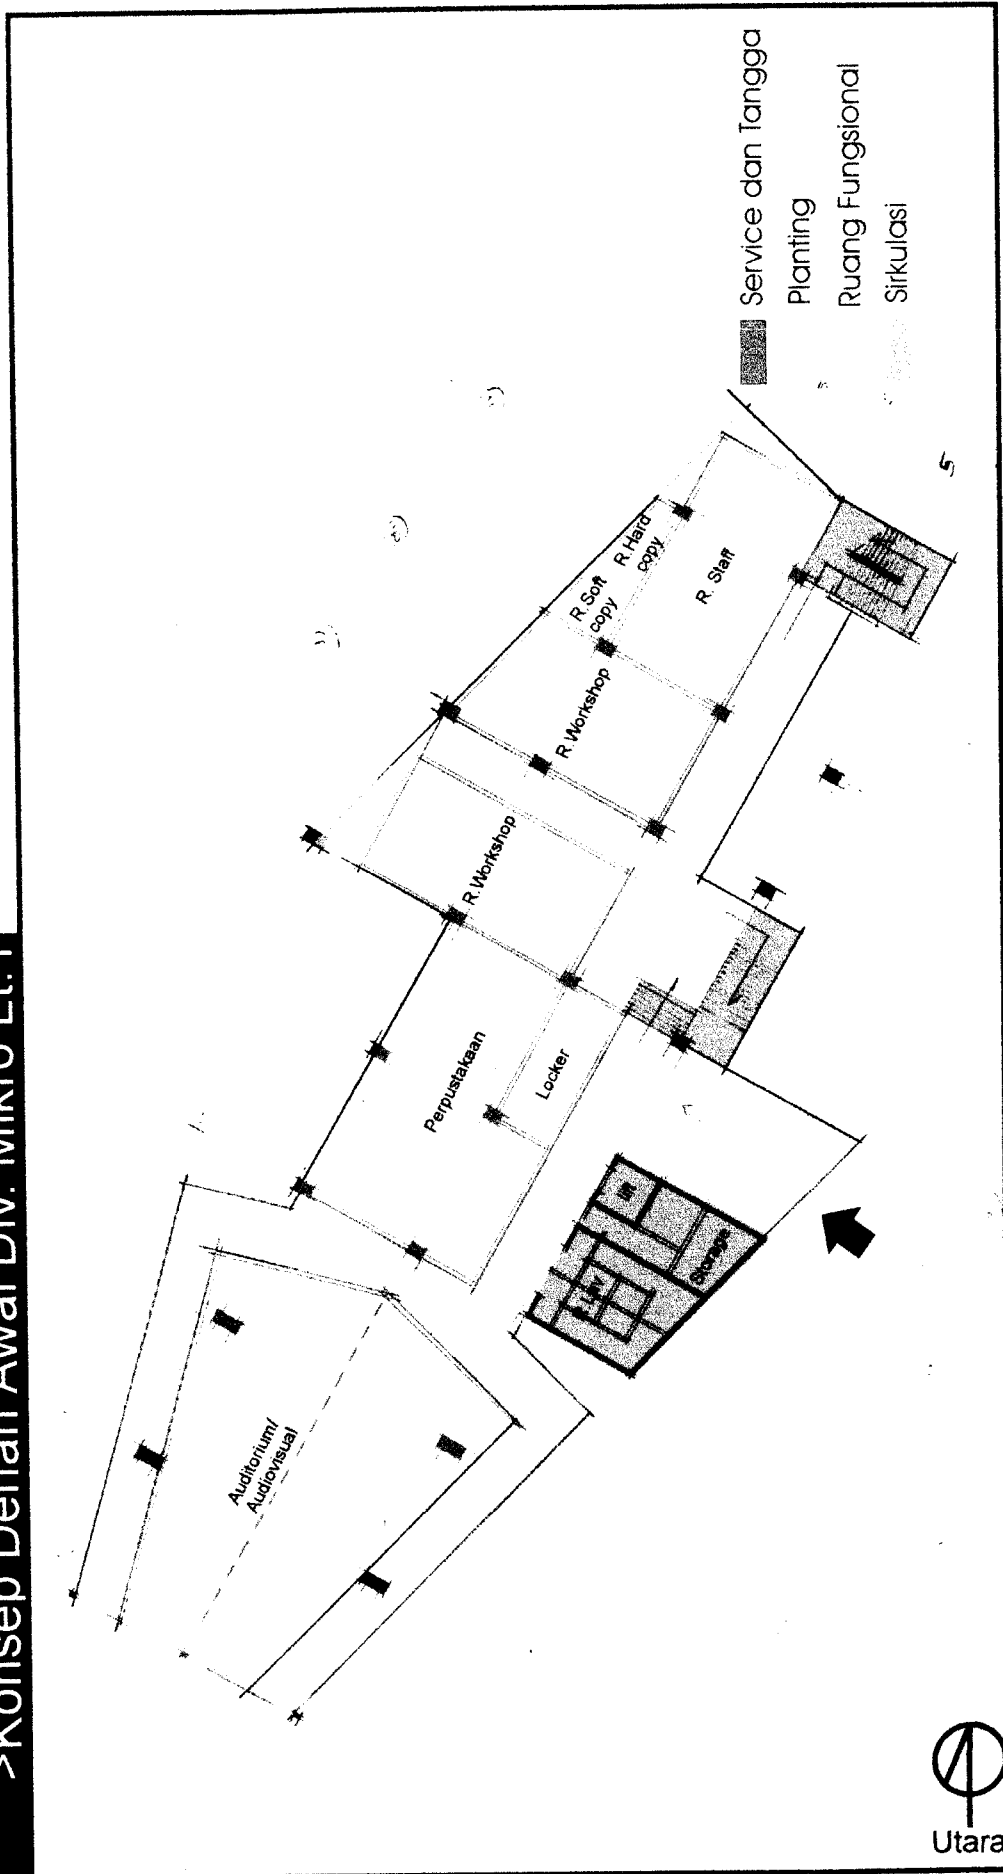 >Konsep Denah Awal Div. Mikro Lt. 1
Auditorium/
Audiovisual
Perpustakaan
Locker
R.Workshop
R.Workshop
R.Soft
copy
R.Hard
copy
R. Staff
lift
Storage
Service dan Tangga
Planting
Ruang Fungsional
Sirkulasi
Utara